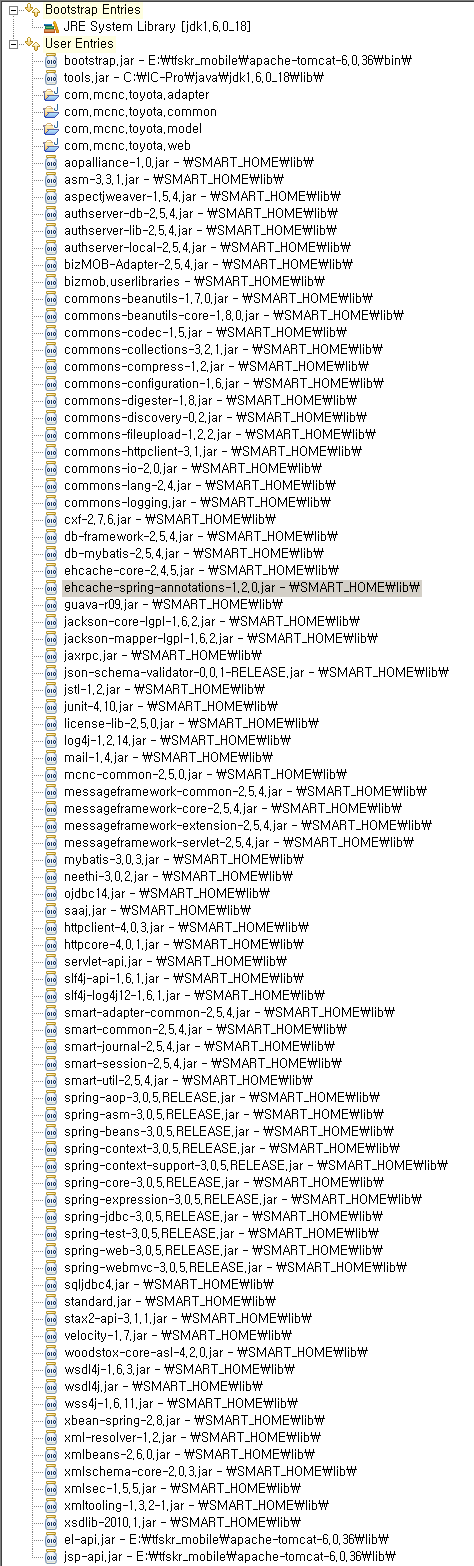 Bootstrap Entries
JRE System Library [jdk1.6.0_18]
User Entries
bootstrap.jar - E:₩tfskr_mobile₩apache-tomcat-6.0.36₩bin₩
tools.jar - C:₩IC-Pro₩java₩jdk1.6.0_18₩lib₩
com.mcnc.toyota.adapter
com.mcnc.toyota.common
com.mcnc.toyota.model
com.mcnc.toyota.web
aopalliance-1.0.jar - ₩SMART_HOME₩lib₩
asm-3.3.1.jar - ₩SMART_HOME₩lib₩
aspectjweaver-1.5.4.jar - ₩SMART_HOME₩lib₩
authserver-db-2.5.4.jar - ₩SMART_HOME₩lib₩
authserver-lib-2.5.4.jar - ₩SMART_HOME₩lib₩
authserver-local-2.5.4.jar - ₩SMART_HOME₩lib₩
bizMOB-Adapter-2.5.4.jar - ₩SMART_HOME₩lib₩
bizmob.userlibraries - ₩SMART_HOME₩lib₩
commons-beanutils-1.7.0.jar - ₩SMART_HOME₩lib₩
commons-beanutils-core-1.8.0.jar - ₩SMART_HOME₩lib₩
commons-codec-1.5.jar - ₩SMART_HOME₩lib₩
commons-collections-3.2.1.jar - ₩SMART_HOME₩lib₩
commons-compress-1.2.jar - ₩SMART_HOME₩lib₩
commons-configuration-1.6.jar - ₩SMART_HOME₩lib₩
commons-digester-1.8.jar - ₩SMART_HOME₩lib₩
commons-discovery-0.2.jar - ₩SMART_HOME₩lib₩
commons-fileupload-1.2.2.jar - ₩SMART_HOME₩lib₩
commons-httpclient-3.1.jar - ₩SMART_HOME₩lib₩
commons-io-2.0.jar - ₩SMART_HOME₩lib₩
commons-lang-2.4.jar - ₩SMART_HOME₩lib₩
commons-logging.jar - ₩SMART_HOME₩lib₩
cxf-2.7.6.jar - ₩SMART_HOME₩lib₩
db-framework-2.5.4.jar - ₩SMART_HOME₩lib₩
db-mybatis-2.5.4.jar - ₩SMART_HOME₩lib₩
ehcache-core-2.4.5.jar - ₩SMART_HOME₩lib₩
ehcache-spring-annotations-1.2.0.jar - ₩SMART_HOME₩lib₩
guava-r09.jar - ₩SMART_HOME₩lib₩
jackson-core-lgpl-1.6.2.jar - ₩SMART_HOME₩lib₩
jackson-mapper-lgpl-1.6.2.jar - ₩SMART_HOME₩lib₩
jaxrpc.jar - ₩SMART_HOME₩lib₩
json-schema-validator-0.0.1-RELEASE.jar - ₩SMART_HOME₩lib₩
jstl-1.2.jar - ₩SMART_HOME₩lib₩
junit-4.10.jar - ₩SMART_HOME₩lib₩
license-lib-2.5.0.jar - ₩SMART_HOME₩lib₩
log4j-1.2.14.jar - ₩SMART_HOME₩lib₩
mail-1.4.jar - ₩SMART_HOME₩lib₩
mcnc-common-2.5.0.jar - ₩SMART_HOME₩lib₩
messageframework-common-2.5.4.jar - ₩SMART_HOME₩lib₩
messageframework-core-2.5.4.jar - ₩SMART_HOME₩lib₩
messageframework-extension-2.5.4.jar - ₩SMART_HOME₩lib₩
messageframework-servlet-2.5.4.jar - ₩SMART_HOME₩lib₩
mybatis-3.0.3.jar - ₩SMART_HOME₩lib₩
neethi-3.0.2.jar - ₩SMART_HOME₩lib₩
ojdbc14.jar - ₩SMART_HOME₩lib₩
saaj.jar - ₩SMART_HOME₩lib₩
httpclient-4.0.3.jar - ₩SMART_HOME₩lib₩
httpcore-4.0.1.jar - ₩SMART_HOME₩lib₩
servlet-api.jar - ₩SMART_HOME₩lib₩
slf4j-api-1.6.1.jar - ₩SMART_HOME₩lib₩
slf4j-log4j12-1.6.1.jar - ₩SMART_HOME₩lib₩
smart-adapter-common-2.5.4.jar - ₩SMART_HOME₩lib₩
smart-common-2.5.4.jar - ₩SMART_HOME₩lib₩
smart-journal-2.5.4.jar - ₩SMART_HOME₩lib₩
smart-session-2.5.4.jar - ₩SMART_HOME₩lib₩
smart-util-2.5.4.jar - ₩SMART_HOME₩lib₩
spring-aop-3.0.5.RELEASE.jar - ₩SMART_HOME₩lib₩
spring-asm-3.0.5.RELEASE.jar - ₩SMART_HOME₩lib₩
spring-beans-3.0.5.RELEASE.jar - ₩SMART_HOME₩lib₩
spring-context-3.0.5.RELEASE.jar - ₩SMART_HOME₩lib₩
spring-context-support-3.0.5.RELEASE.jar - ₩SMART_HOME₩lib₩
spring-core-3.0.5.RELEASE.jar - ₩SMART_HOME₩lib₩
spring-expression-3.0.5.RELEASE.jar - ₩SMART_HOME₩lib₩
spring-jdbc-3.0.5.RELEASE.jar - ₩SMART_HOME₩lib₩
spring-test-3.0.5.RELEASE.jar - ₩SMART_HOME₩lib₩
spring-web-3.0.5.RELEASE.jar - ₩SMART_HOME₩lib₩
spring-webmvc-3.0.5.RELEASE.jar - ₩SMART_HOME₩lib₩
sqljdbc4.jar - ₩SMART_HOME₩lib₩
standard.jar - ₩SMART_HOME₩lib₩
stax2-api-3.1.1.jar - ₩SMART_HOME₩lib₩
velocity-1.7.jar - ₩SMART_HOME₩lib₩
woodstox-core-asl-4.2.0.jar - ₩SMART_HOME₩lib₩
wsdl4j-1.6.3.jar - ₩SMART_HOME₩lib₩
wsdl4j.jar - ₩SMART_HOME₩lib₩
wss4j-1.6.11.jar - ₩SMART_HOME₩lib₩
xbean-spring-2.8.jar - ₩SMART_HOME₩lib₩
xml-resolver-1.2.jar - ₩SMART_HOME₩lib₩
xmlbeans-2.6.0.jar - ₩SMART_HOME₩lib₩
xmlschema-core-2.0.3.jar - ₩SMART_HOME₩lib₩
xmlsec-1.5.5.jar - ₩SMART_HOME₩lib₩
xmltooling-1.3.2-1.jar - ₩SMART_HOME₩lib₩
xsdlib-2010.1.jar - ₩SMART_HOME₩lib₩
el-api.jar - E:₩tfskr_mobile₩apache-tomcat-6.0.36₩lib₩
jsp-api.jar - E:₩tfskr_mobile₩apache-tomcat-6.0.36₩lib₩